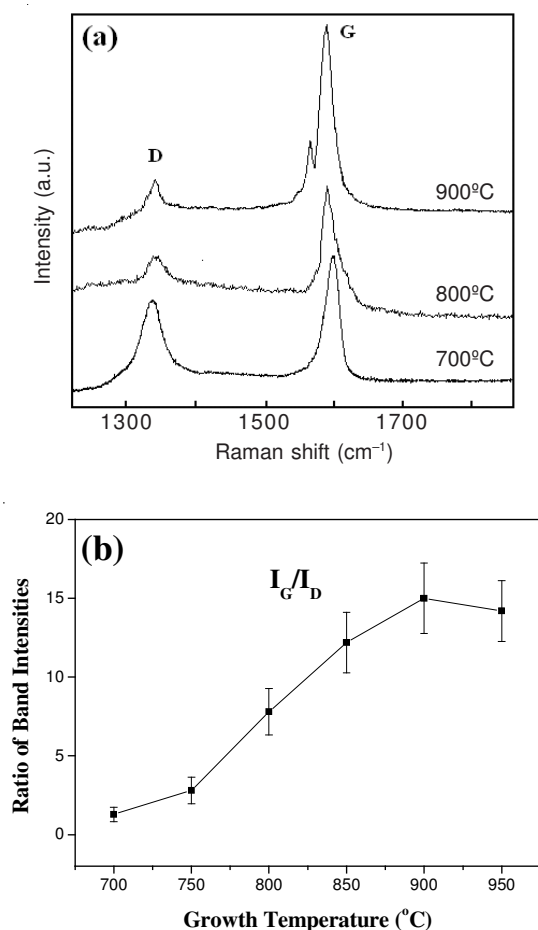 (a)
G
D
900ºC
800ºC
700ºC
Intensity (a.u.)
1300 1500 1700
Raman shift (cm⁻¹)
(b)
I_G/I_D
20
15
10
5
0
Ratio of Band Intensities
700 750 800 850 900 950
Growth Temperature (°C)